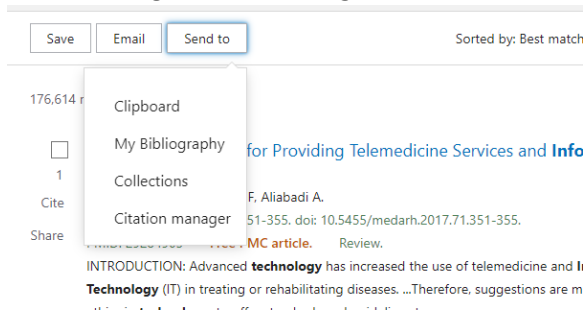 Save Email Send to Sorted by: Best match
176,614
Clipboard
My Bibliography
for Providing Telemedicine Services and Info
1
Collections
Cite
F, Aliabadi A.
Citation manager
51-355. doi: 10.5455/medarh.2017.71.351-355.
Share
MC article. Review.
INTRODUCTION: Advanced technology has increased the use of telemedicine and
Technology (IT) in treating or rehabilitating diseases. ...Therefore, suggestions are m